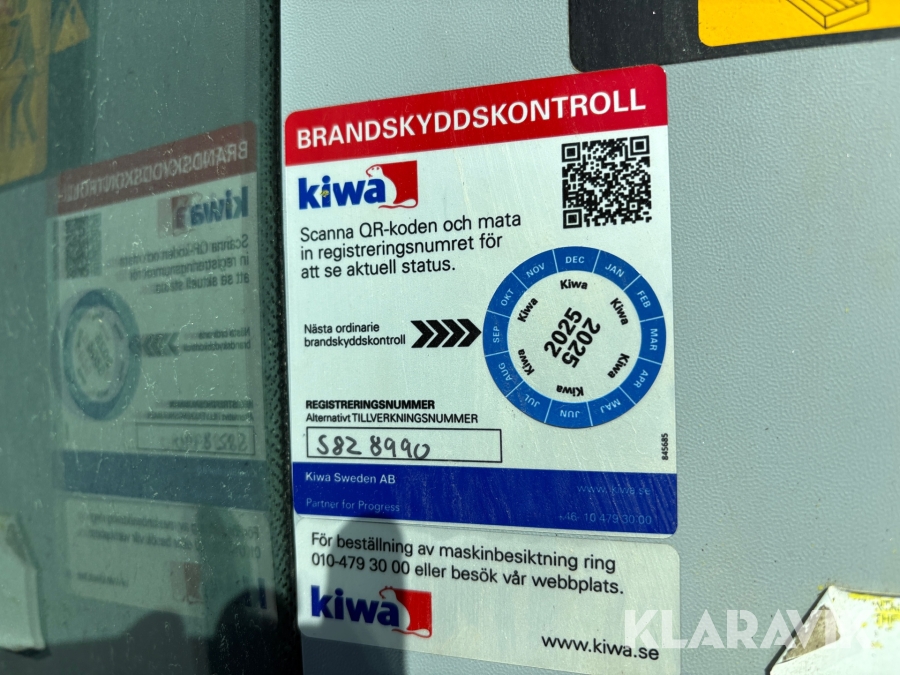 BRANDSKYDDSKONTROLL
kiwa
Scanna QR-koden och mata
in registreringsnumret för
att se aktuell status.
Nästa ordinarie
brandskyddskontroll
DEC
JAN
FEB
MAR
APR
MAJ
JUN
JUL
AUG
SEP
OKT
NOV
Kiwa
Kiwa
Kiwa
Kiwa
Kiwa
Kiwa
2025
2025
REGISTRERINGSNUMMER
Alternativt TILLVERKNINGSNUMMER
S828990
845685
Kiwa Sweden AB
www.kiwa.se
Partner for Progress
+46- 10 479 30 00
För beställning av maskinbesiktning ring
010-479 30 00 eller besök vår webbplats.
kiwa
www.kiwa.se